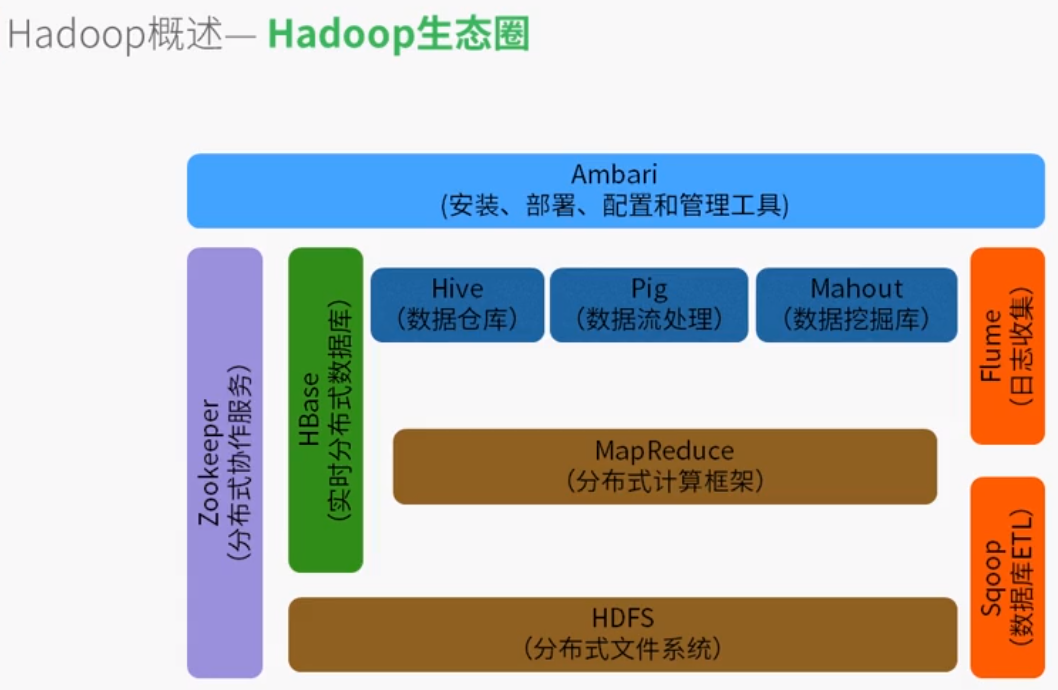 Hadoop概述— Hadoop生态圈
Ambari
(安装、部署、配置和管理工具)
Zookeeper
(分布式协作服务)
HBase
(实时分布式数据库)
Hive
(数据仓库)
Pig
(数据流处理)
Mahout
(数据挖掘库)
Flume
(日志收集)
MapReduce
(分布式计算框架)
Sqoop
(数据库ETL)
HDFS
(分布式文件系统)